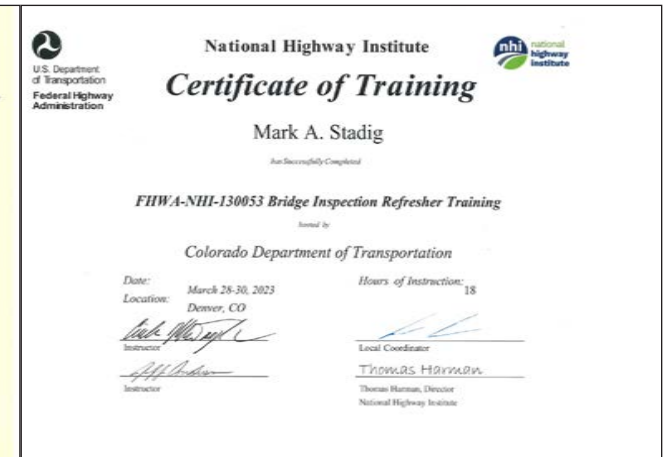 U.S. Department
of Transportation
Federal Highway
Administration
National Highway Institute
nhi national
highway
institute
Certificate of Training
Mark A. Stadig
has Successfully Completed
FHWA-NHI-130053 Bridge Inspection Refresher Training
hosted by
Colorado Department of Transportation
Date: March 28-30, 2023
Location: Denver, CO
Hours of Instruction: 18
Instructor
Local Coordinator
Thomas Harman
Instructor
Thomas Harman, Director
National Highway Institute